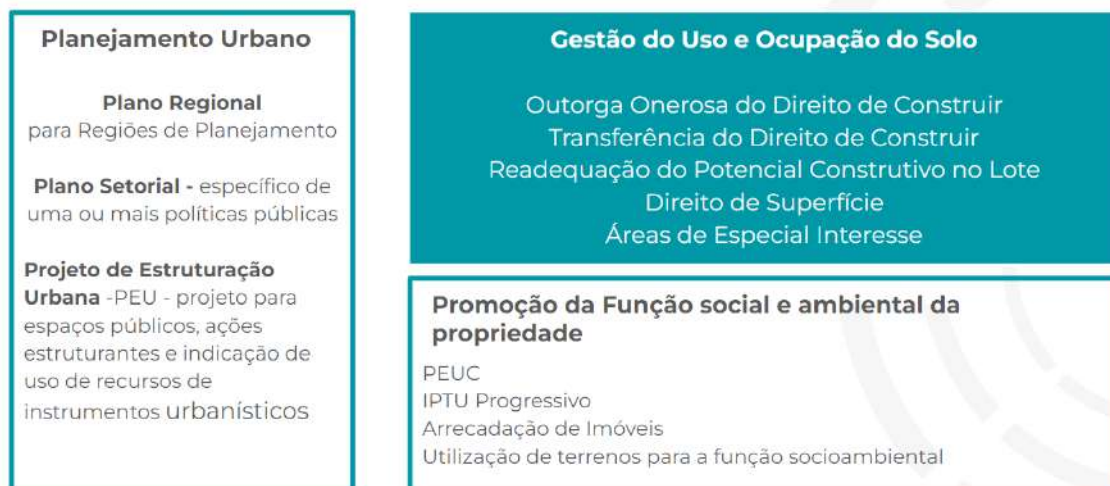 Planejamento Urbano
Plano Regional
para Regiões de Planejamento
Plano Setorial - específico de
uma ou mais políticas públicas
Projeto de Estruturação
Urbana -PEU - projeto para
espaços públicos, ações
estruturantes e indicação de
uso de recursos de
instrumentos urbanísticos
Gestão do Uso e Ocupação do Solo
Outorga Onerosa do Direito de Construir
Transferência do Direito de Construir
Readequação do Potencial Construtivo no Lote
Direito de Superfície
Áreas de Especial Interesse
Promoção da Função social e ambiental da
propriedade
PEUC
IPTU Progressivo
Arrecadação de Imóveis
Utilização de terrenos para a função socioambiental